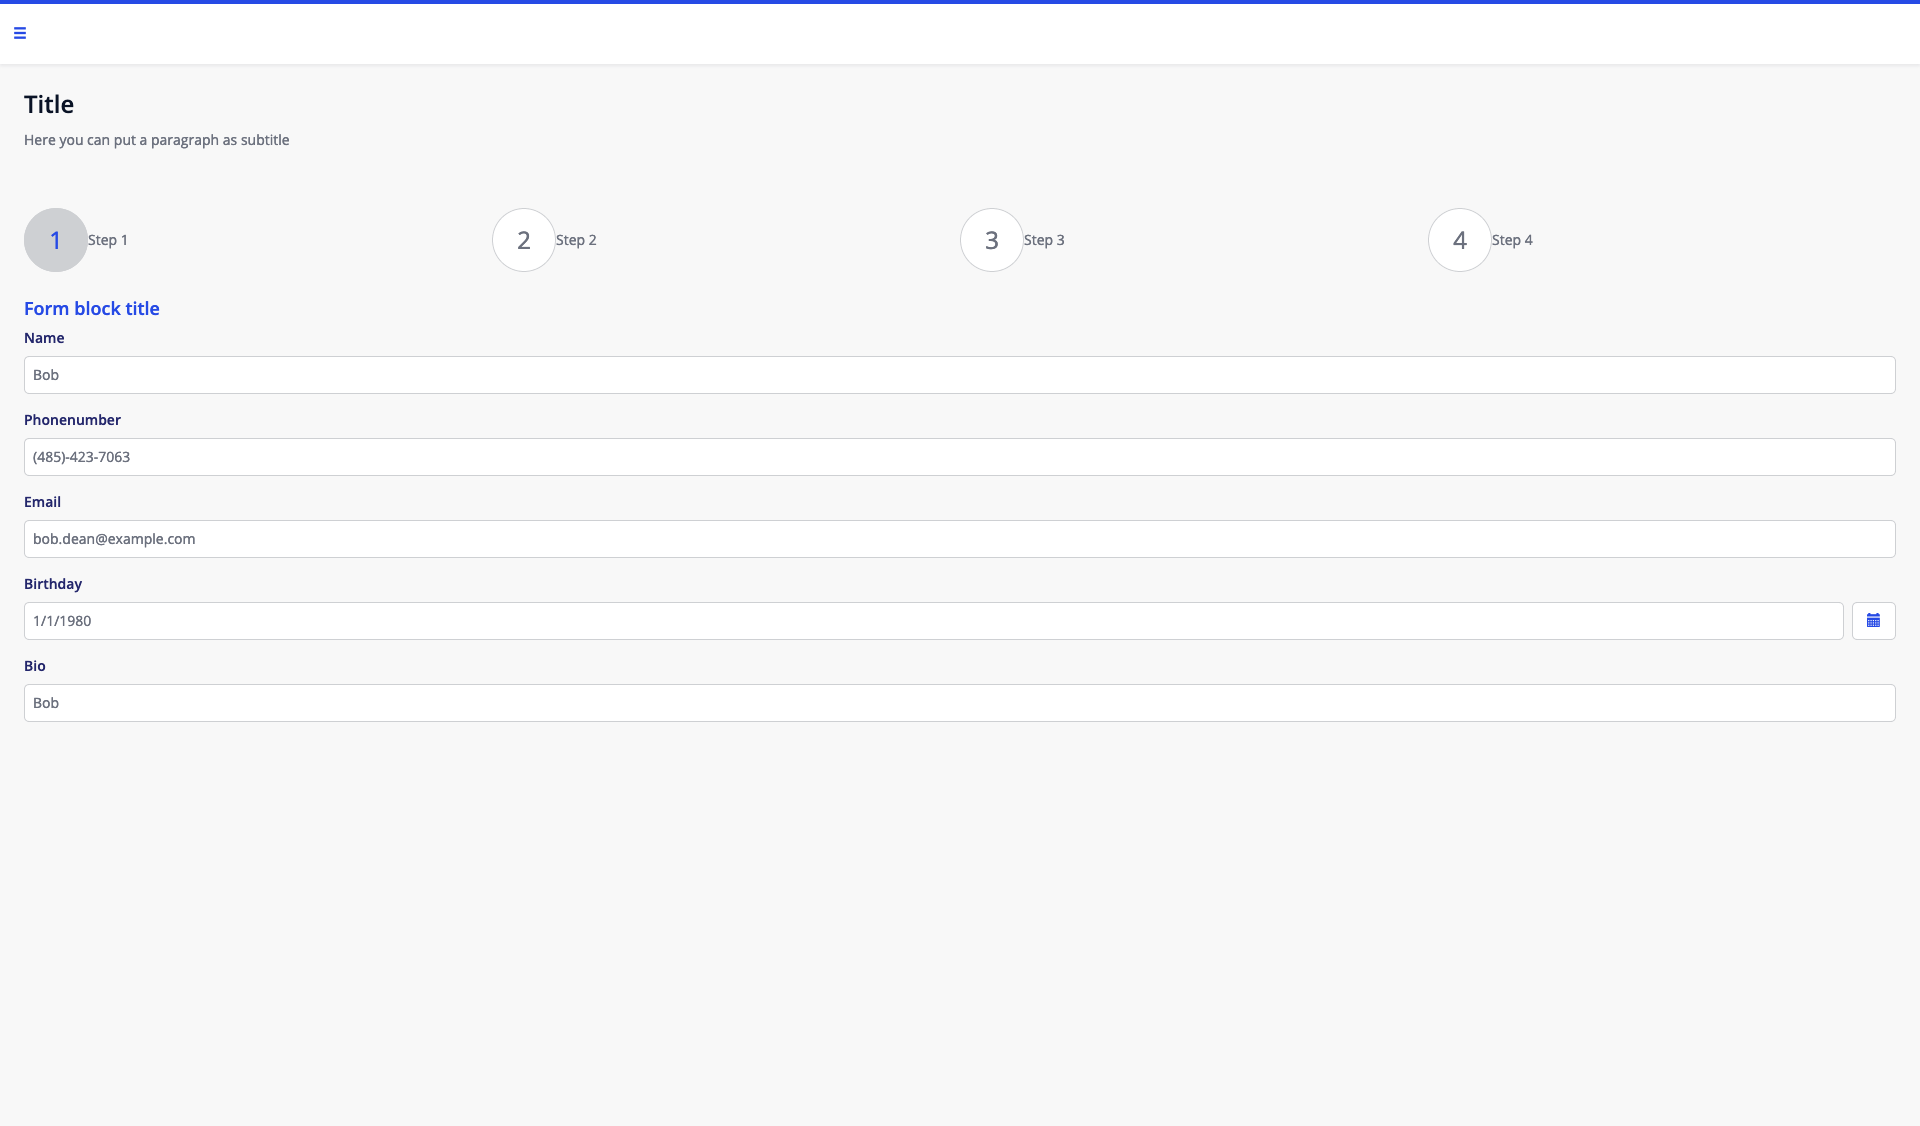 Title
Here you can put a paragraph as subtitle
1 Step 1 2 Step 2 3 Step 3 4 Step 4
Form block title
Name
Bob
Phonenumber
(485)-423-7063
Email
bob.dean@example.com
Birthday
1/1/1980
Bio
Bob